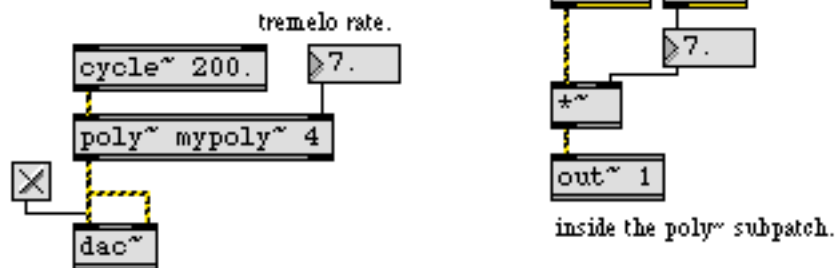 tremelo rate.
cycle~ 200.
7.
poly~ mypoly~ 4
dac~
7.
*~
out~ 1
inside the poly~ subpatch.